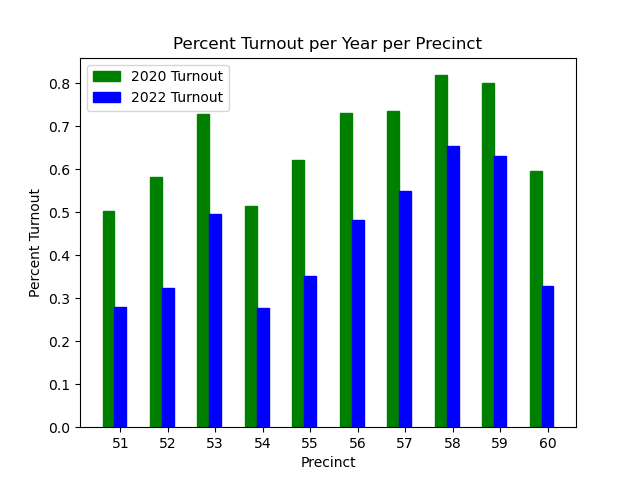 Percent Turnout per Year per Precinct
2020 Turnout
2022 Turnout
0.8
0.7
0.6
0.5
0.4
0.3
0.2
0.1
0.0
Percent Turnout
51 52 53 54 55 56 57 58 59 60
Precinct